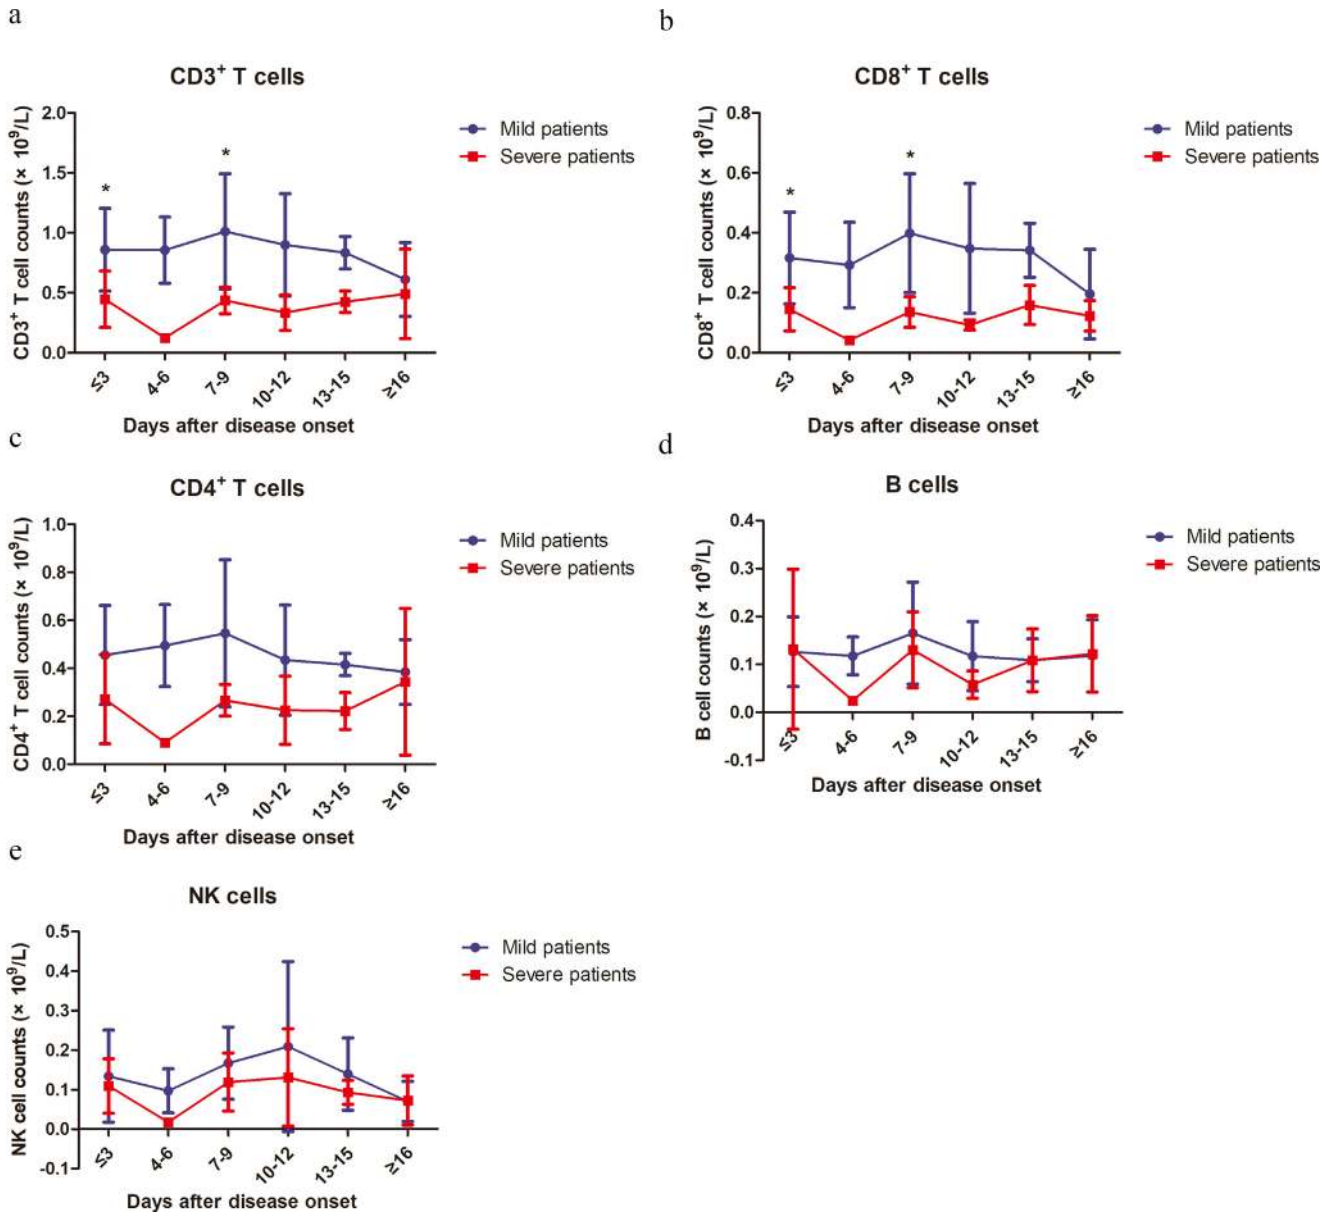 a
CD3⁺ T cells
CD3⁺ T cell counts (× 10⁹/L)
2.0
1.5
1.0
0.5
0.0
*
*
Mild patients
Severe patients
≤3
4-6
7-9
10-12
13-15
≥16
Days after disease onset
b
CD8⁺ T cells
CD8⁺ T cell counts (× 10⁹/L)
0.8
0.6
0.4
0.2
0.0
*
*
Mild patients
Severe patients
≤3
4-6
7-9
10-12
13-15
≥16
Days after disease onset
c
CD4⁺ T cells
CD4⁺ T cell counts (× 10⁹/L)
1.0
0.8
0.6
0.4
0.2
0.0
Mild patients
Severe patients
≤3
4-6
7-9
10-12
13-15
≥16
Days after disease onset
d
B cells
B cell counts (× 10⁹/L)
0.4
0.3
0.2
0.1
0.0
-0.1
Mild patients
Severe patients
≤3
4-6
7-9
10-12
13-15
≥16
Days after disease onset
e
NK cells
NK cell counts (× 10⁹/L)
0.5
0.4
0.3
0.2
0.1
0.0
-0.1
Mild patients
Severe patients
≤3
4-6
7-9
10-12
13-15
≥16
Days after disease onset